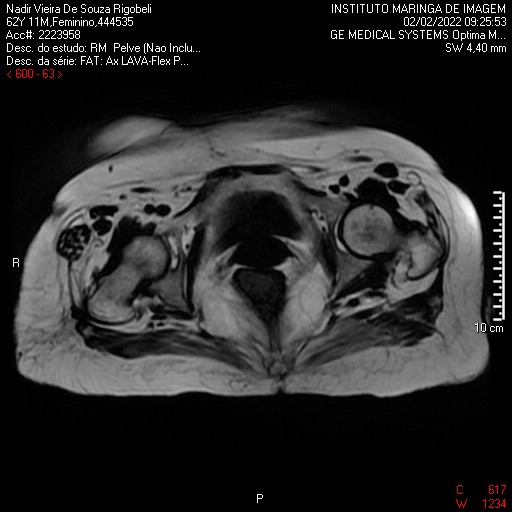 Nadir Vieira De Souza Rigobeli
62Y 11M,Feminino,444535
Acc#: 2223958
Desc. do estudo: RM Pelve (Nao Inclu...
Desc. da série: FAT: Ax LAVA-Flex P...
< 600 - 63 >
INSTITUTO MARINGA DE IMAGEM
02/02/2022 09:25:53
GE MEDICAL SYSTEMS Optima M...
SW 4,40 mm
R
10 cm
P
C 617
W 1234